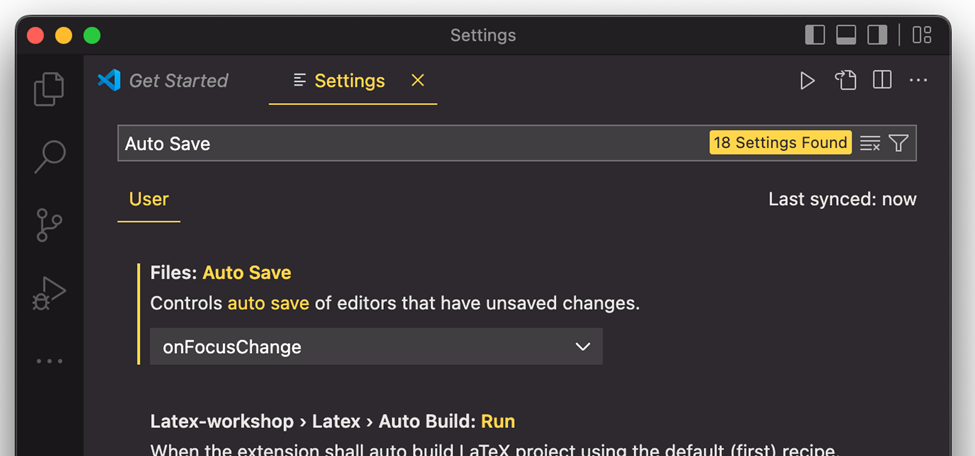 Settings
Get Started
Settings
Auto Save
18 Settings Found
User
Last synced: now
Files: Auto Save
Controls auto save of editors that have unsaved changes.
onFocusChange
Latex-workshop › Latex › Auto Build: Run
When the extension shall auto build LaTeX project using the default (first) recipe.